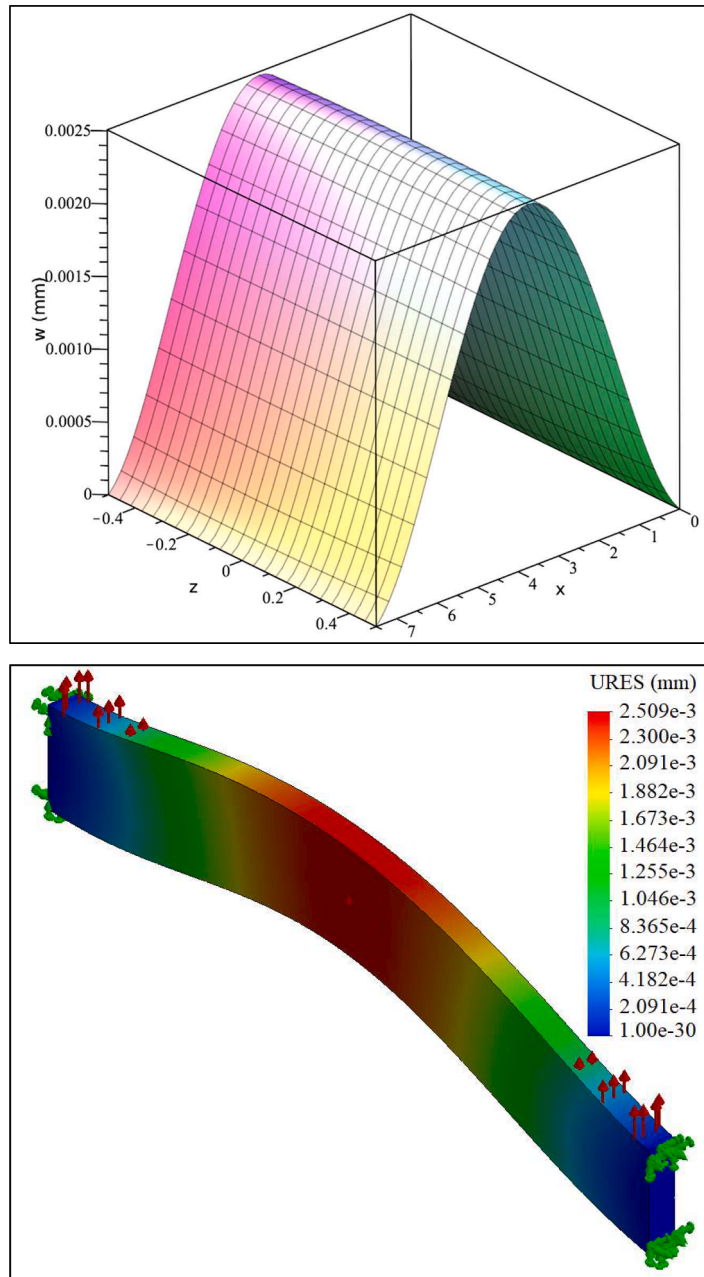 0.0025
0.0020
0.0015
w (mm)
0.0010
0.0005
0
−0.4
−0.2
0
0.2
0.4
z
7
6
5
4
3
2
1
0
x
URES (mm)
2.509e-3
2.300e-3
2.091e-3
1.882e-3
1.673e-3
1.464e-3
1.255e-3
1.046e-3
8.365e-4
6.273e-4
4.182e-4
2.091e-4
1.00e-30